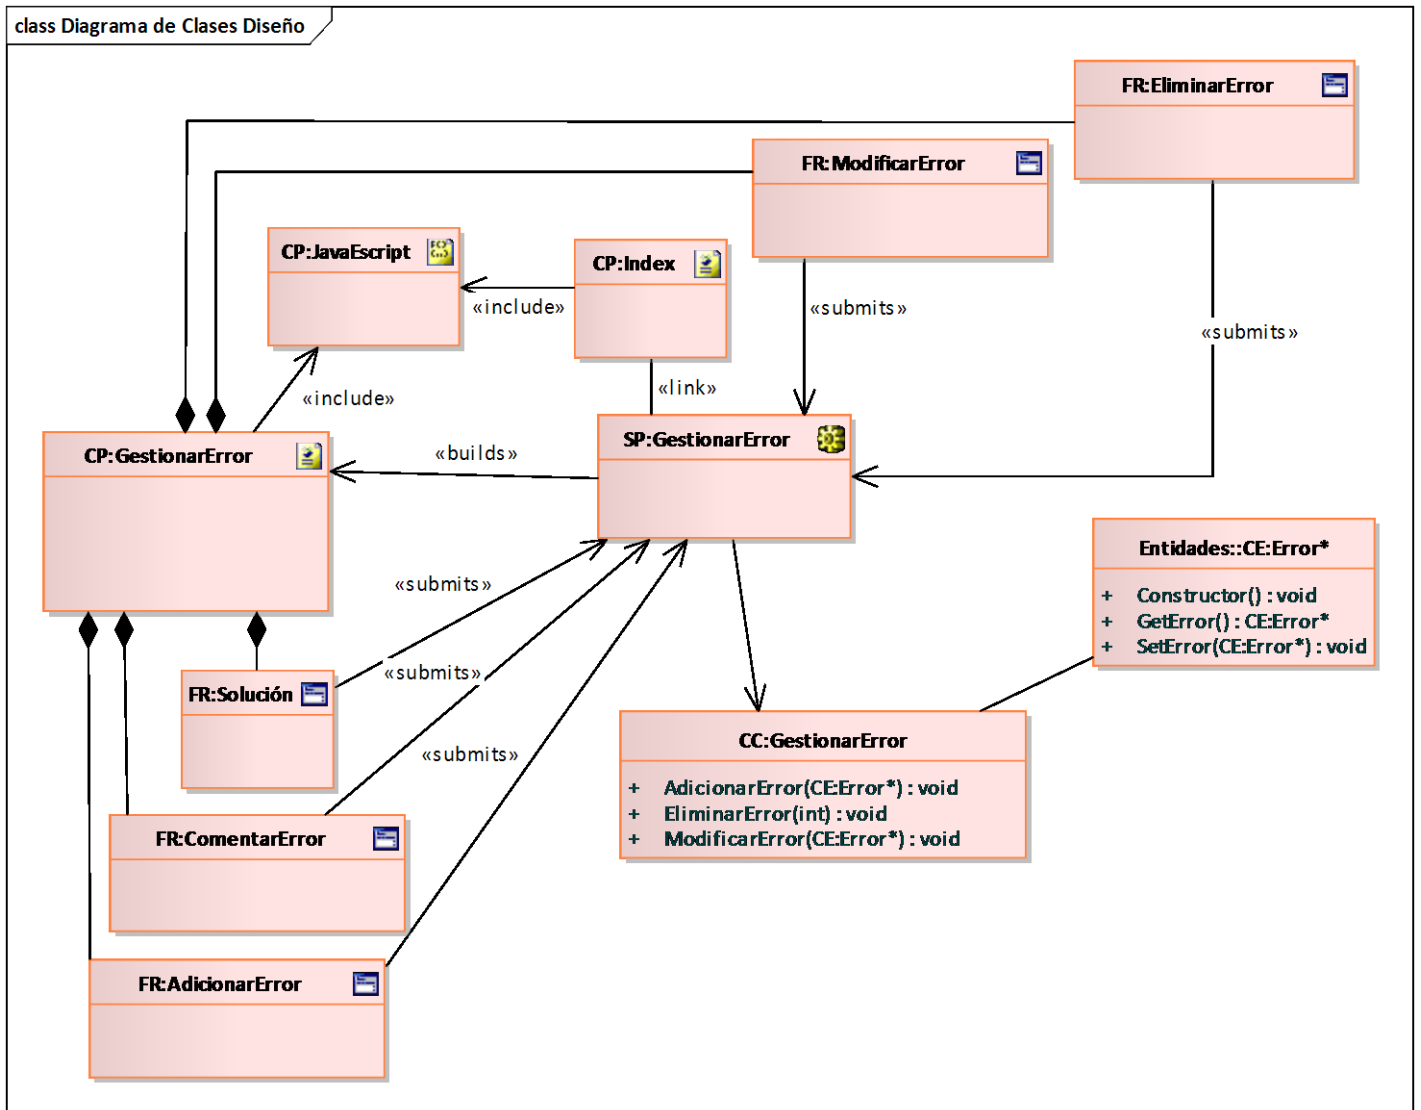 class Diagrama de Clases Diseño
FR:EliminarError
FR:ModificarError
CP:JavaEscript
CP:Index
«include»
«submits»
«submits»
«include»
«link»
CP:GestionarError
«builds»
SP:GestionarError
Entidades::CE:Error*
+ Constructor() : void
+ GetError() : CE:Error*
+ SetError(CE:Error*) : void
«submits»
«submits»
FR:Solución
«submits»
CC:GestionarError
+ AdicionarError(CE:Error*) : void
+ EliminarError(int) : void
+ ModificarError(CE:Error*) : void
FR:ComentarError
FR:AdicionarError